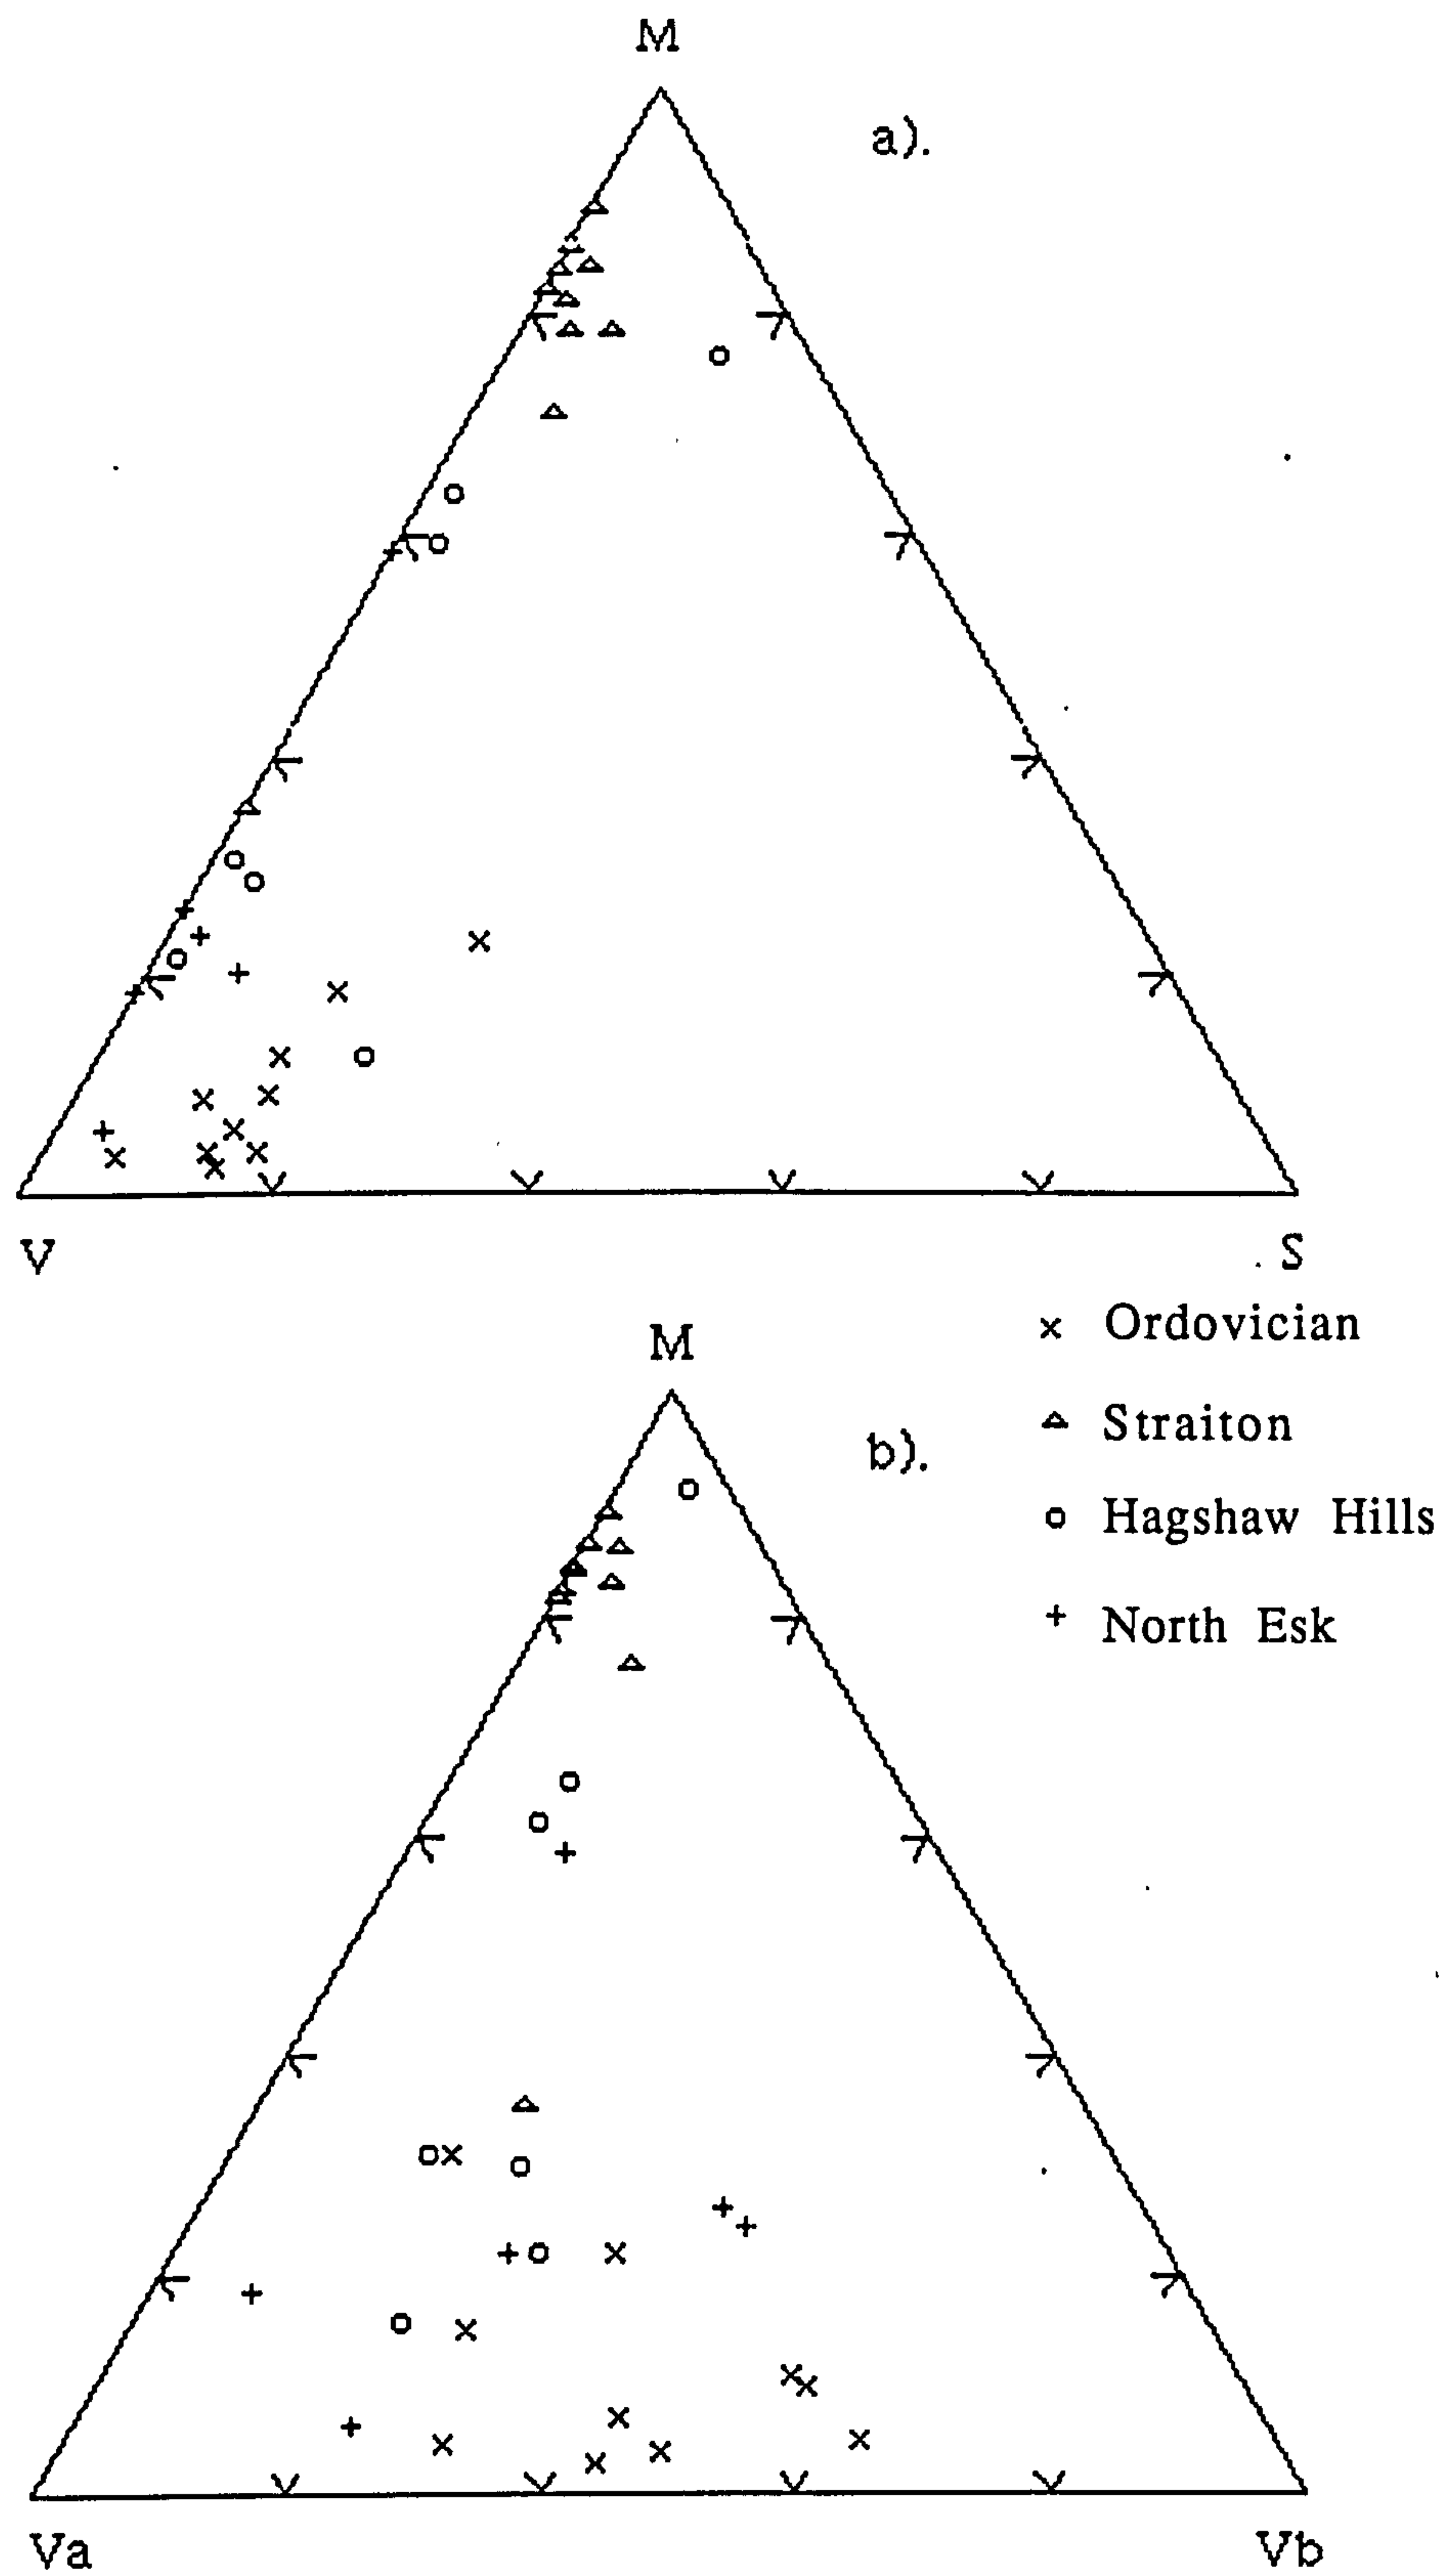 M
a).
V
S
M
b).
Ordovician
Straiton
Hagshaw Hills
North Esk
Va
Vb